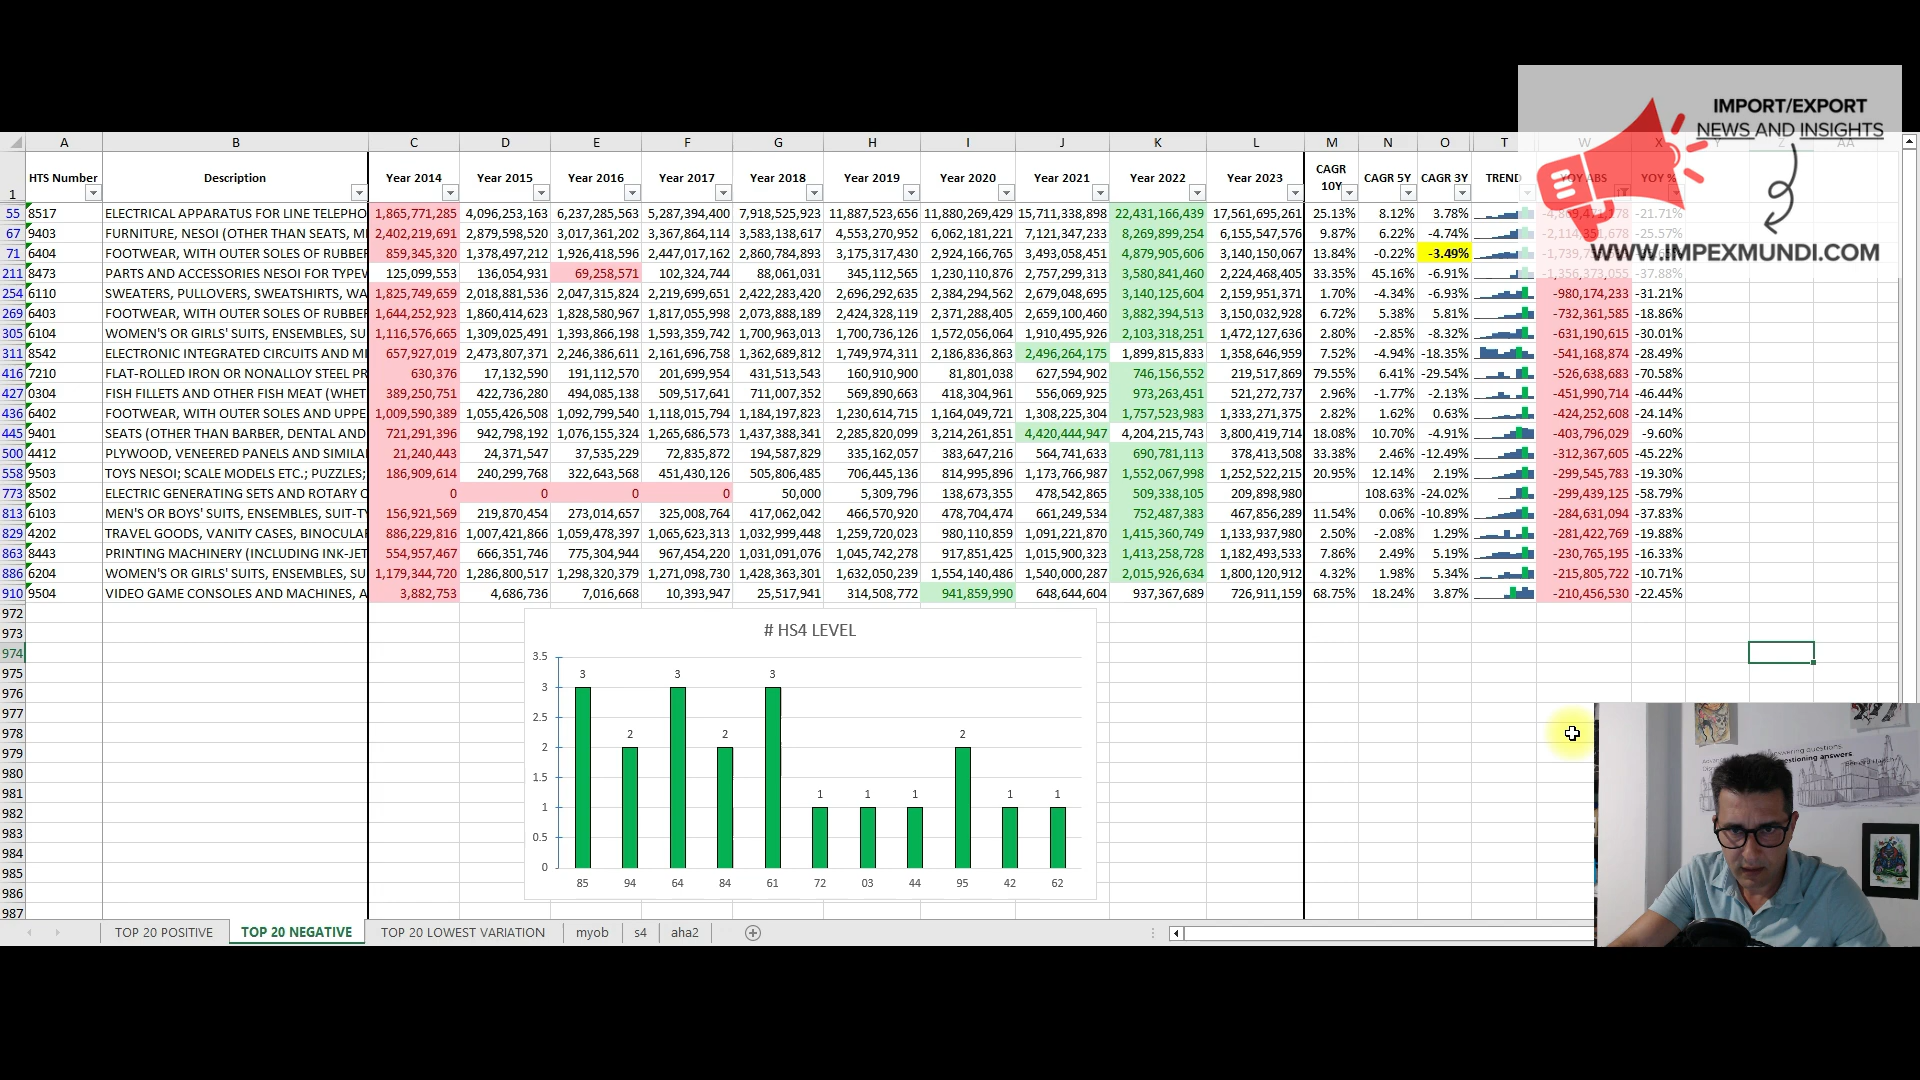 IMPORT/EXPORT
NEWS AND INSIGHTS
WWW.IMPEXMUNDI.COM
A B C D E F G H I J K L M N O T W X Y Z AA
1 HTS Number Description Year 2014 Year 2015 Year 2016 Year 2017 Year 2018 Year 2019 Year 2020 Year 2021 Year 2022 Year 2023 CAGR 10Y CAGR 5Y CAGR 3Y TREND YOY ABS YOY %
55 8517 ELECTRICAL APPARATUS FOR LINE TELEPHO 1,865,771,285 4,096,253,163 6,237,285,563 5,287,394,400 7,918,525,923 11,887,523,656 11,880,269,429 15,711,338,898 22,431,166,439 17,561,695,261 25.13% 8.12% 3.78% -4,869,471,178 -21.71%
67 9403 FURNITURE, NESOI (OTHER THAN SEATS, M 2,402,219,691 2,879,598,520 3,017,361,202 3,367,864,114 3,583,138,617 4,553,270,952 6,062,181,221 7,121,347,233 8,269,899,254 6,155,547,576 9.87% 6.22% -4.74% -2,114,351,678 -25.57%
71 6404 FOOTWEAR, WITH OUTER SOLES OF RUBBER 859,345,320 1,378,497,212 1,926,418,596 2,447,017,162 2,860,784,893 3,175,317,430 2,924,166,765 3,493,058,451 4,879,905,606 3,140,150,067 13.84% -0.22% -3.49%
211 8473 PARTS AND ACCESSORIES NESOI FOR TYPEW 125,099,553 136,054,931 69,258,571 102,324,744 88,061,031 345,112,565 1,230,110,876 2,757,299,313 3,580,841,460 2,224,468,405 33.35% 45.16% -6.91% -1,356,373,055 -37.88%
254 6110 SWEATERS, PULLOVERS, SWEATSHIRTS, WA 1,825,749,659 2,018,881,536 2,047,315,824 2,219,699,651 2,422,283,420 2,696,292,635 2,384,294,562 2,679,048,695 3,140,125,604 2,159,951,371 1.70% -4.34% -6.93% -980,174,233 -31.21%
269 6403 FOOTWEAR, WITH OUTER SOLES OF RUBBER 1,644,252,923 1,860,414,623 1,828,580,967 1,817,055,998 2,073,888,189 2,424,328,119 2,371,288,405 2,659,100,460 3,882,394,513 3,150,032,928 6.72% 5.38% 5.81% -732,361,585 -18.86%
305 6104 WOMEN'S OR GIRLS' SUITS, ENSEMBLES, SU 1,116,576,665 1,309,025,491 1,393,866,198 1,593,359,742 1,700,963,013 1,700,736,126 1,572,056,064 1,910,495,926 2,103,318,251 1,472,127,636 2.80% -2.85% -8.32% -631,190,615 -30.01%
311 8542 ELECTRONIC INTEGRATED CIRCUITS AND MI 657,927,019 2,473,807,371 2,246,386,611 2,161,696,758 1,362,689,812 1,749,974,311 2,186,836,863 2,496,264,175 1,899,815,833 1,358,646,959 7.52% -4.94% -18.35% -541,168,874 -28.49%
416 7210 FLAT-ROLLED IRON OR NONALLOY STEEL PR 630,376 17,132,590 191,112,570 201,699,954 431,513,543 160,910,900 81,801,038 627,594,902 746,156,552 219,517,869 79.55% 6.41% -29.54% -526,638,683 -70.58%
427 0304 FISH FILLETS AND OTHER FISH MEAT (WHET 389,250,751 422,736,280 494,085,138 509,517,641 711,007,352 569,890,663 418,304,961 556,069,925 973,263,451 521,272,737 2.96% -1.77% -2.13% -451,990,714 -46.44%
436 6402 FOOTWEAR, WITH OUTER SOLES AND UPPE 1,009,590,389 1,055,426,508 1,092,799,540 1,118,015,794 1,184,197,823 1,230,614,715 1,164,049,721 1,308,225,304 1,757,523,983 1,333,271,375 2.82% 1.62% 0.63% -424,252,608 -24.14%
445 9401 SEATS (OTHER THAN BARBER, DENTAL AND 721,291,396 942,798,192 1,076,155,324 1,265,686,573 1,437,388,341 2,285,820,099 3,214,261,851 4,420,444,947 4,204,215,743 3,800,419,714 18.08% 10.70% -4.91% -403,796,029 -9.60%
500 4412 PLYWOOD, VENEERED PANELS AND SIMILA 21,240,443 24,371,547 37,535,229 72,835,872 194,587,829 335,162,057 383,647,216 564,741,633 690,781,113 378,413,508 33.38% 2.46% -12.49% -312,367,605 -45.22%
558 9503 TOYS NESOI; SCALE MODELS ETC.; PUZZLES; 186,909,614 240,299,768 322,643,568 451,430,126 505,806,485 706,445,136 814,995,896 1,173,766,987 1,552,067,998 1,252,522,215 20.95% 12.14% 2.19% -299,545,783 -19.30%
773 8502 ELECTRIC GENERATING SETS AND ROTARY C 0 0 0 0 50,000 5,309,796 138,673,355 478,542,865 509,338,105 209,898,980 108.63% -24.02% -299,439,125 -58.79%
813 6103 MEN'S OR BOYS' SUITS, ENSEMBLES, SUIT-TY 156,921,569 219,870,454 273,014,657 325,008,764 417,062,042 466,570,920 478,704,474 661,249,534 752,487,383 467,856,289 11.54% 0.06% -10.89% -284,631,094 -37.83%
829 4202 TRAVEL GOODS, VANITY CASES, BINOCULA 886,229,816 1,007,421,866 1,059,478,397 1,065,623,313 1,032,999,448 1,259,720,023 980,110,859 1,091,221,870 1,415,360,749 1,133,937,980 2.50% -2.08% 1.29% -281,422,769 -19.88%
863 8443 PRINTING MACHINERY (INCLUDING INK-JET 554,957,467 666,351,746 775,304,944 967,454,220 1,031,091,076 1,045,742,278 917,851,425 1,015,900,323 1,413,258,728 1,182,493,533 7.86% 2.49% 5.19% -230,765,195 -16.33%
886 6204 WOMEN'S OR GIRLS' SUITS, ENSEMBLES, SU 1,179,344,720 1,286,800,517 1,298,320,379 1,271,098,730 1,428,363,301 1,632,050,239 1,554,140,486 1,540,000,287 2,015,926,634 1,800,120,912 4.32% 1.98% 5.34% -215,805,722 -10.71%
910 9504 VIDEO GAME CONSOLES AND MACHINES, A 3,882,753 4,686,736 7,016,668 10,393,947 25,517,941 314,508,772 941,859,990 648,644,604 937,367,689 726,911,159 68.75% 18.24% 3.87% -210,456,530 -22.45%
972
973
974
975
976
977
978
979
980
981
982
983
984
985
986
987
# HS4 LEVEL
3.5
3
2.5
2
1.5
1
0.5
0
3 2 3 2 3 1 1 1 2 1 1
85 94 64 84 61 72 03 44 95 42 62
answering questions
questioning answers
TOP 20 POSITIVE TOP 20 NEGATIVE TOP 20 LOWEST VARIATION myob s4 aha2